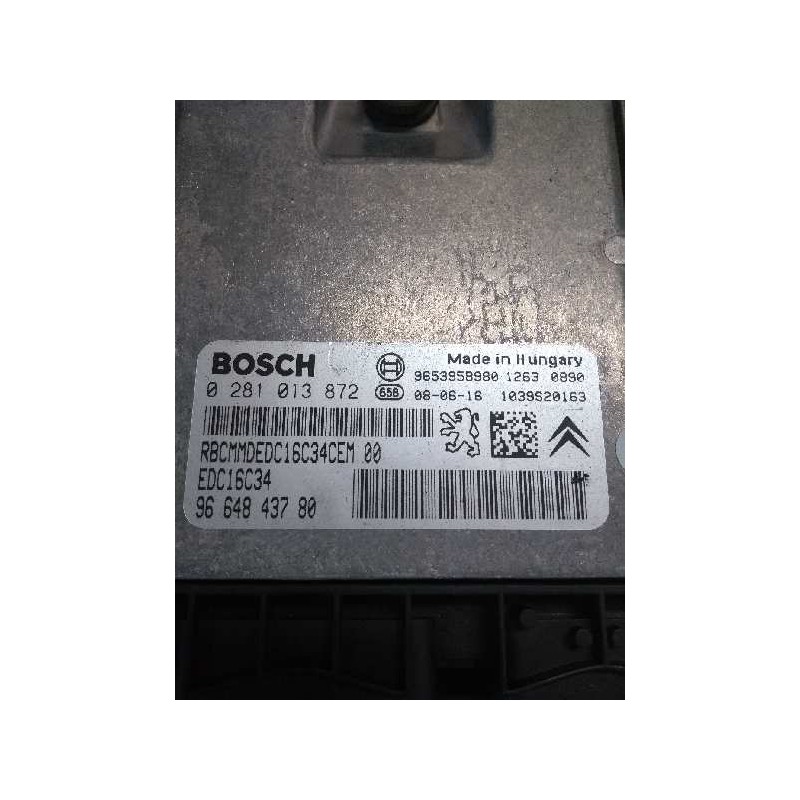 BOSCH
Made in Hungary
9653958980 1263 0890
0 281 013 872
658
08-06-16 1039S20163
RBCMMDEDC16C34CEM 00
EDC16C34
96 648 437 80